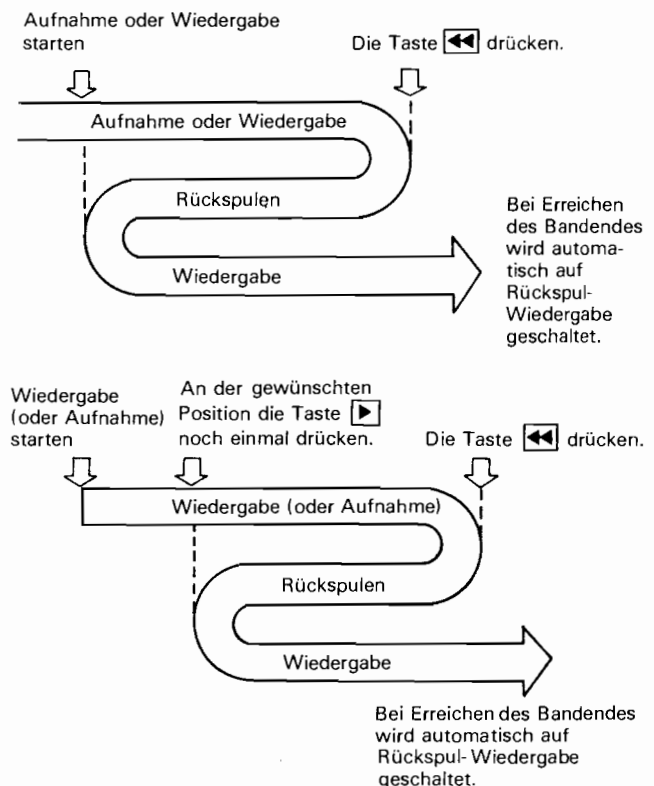 Aufnahme oder Wiedergabe
starten
Die Taste ◀◀ drücken.
Aufnahme oder Wiedergabe
Rückspulen
Wiedergabe
Bei Erreichen
des Bandendes
wird automa-
tisch auf
Rückspul-
Wiedergabe
geschaltet.
Wiedergabe
(oder Aufnahme)
starten
An der gewünschten
Position die Taste ▶
noch einmal drücken.
Die Taste ◀◀ drücken.
Wiedergabe (oder Aufnahme)
Rückspulen
Wiedergabe
Bei Erreichen des Bandendes
wird automatisch auf
Rückspul-Wiedergabe
geschaltet.